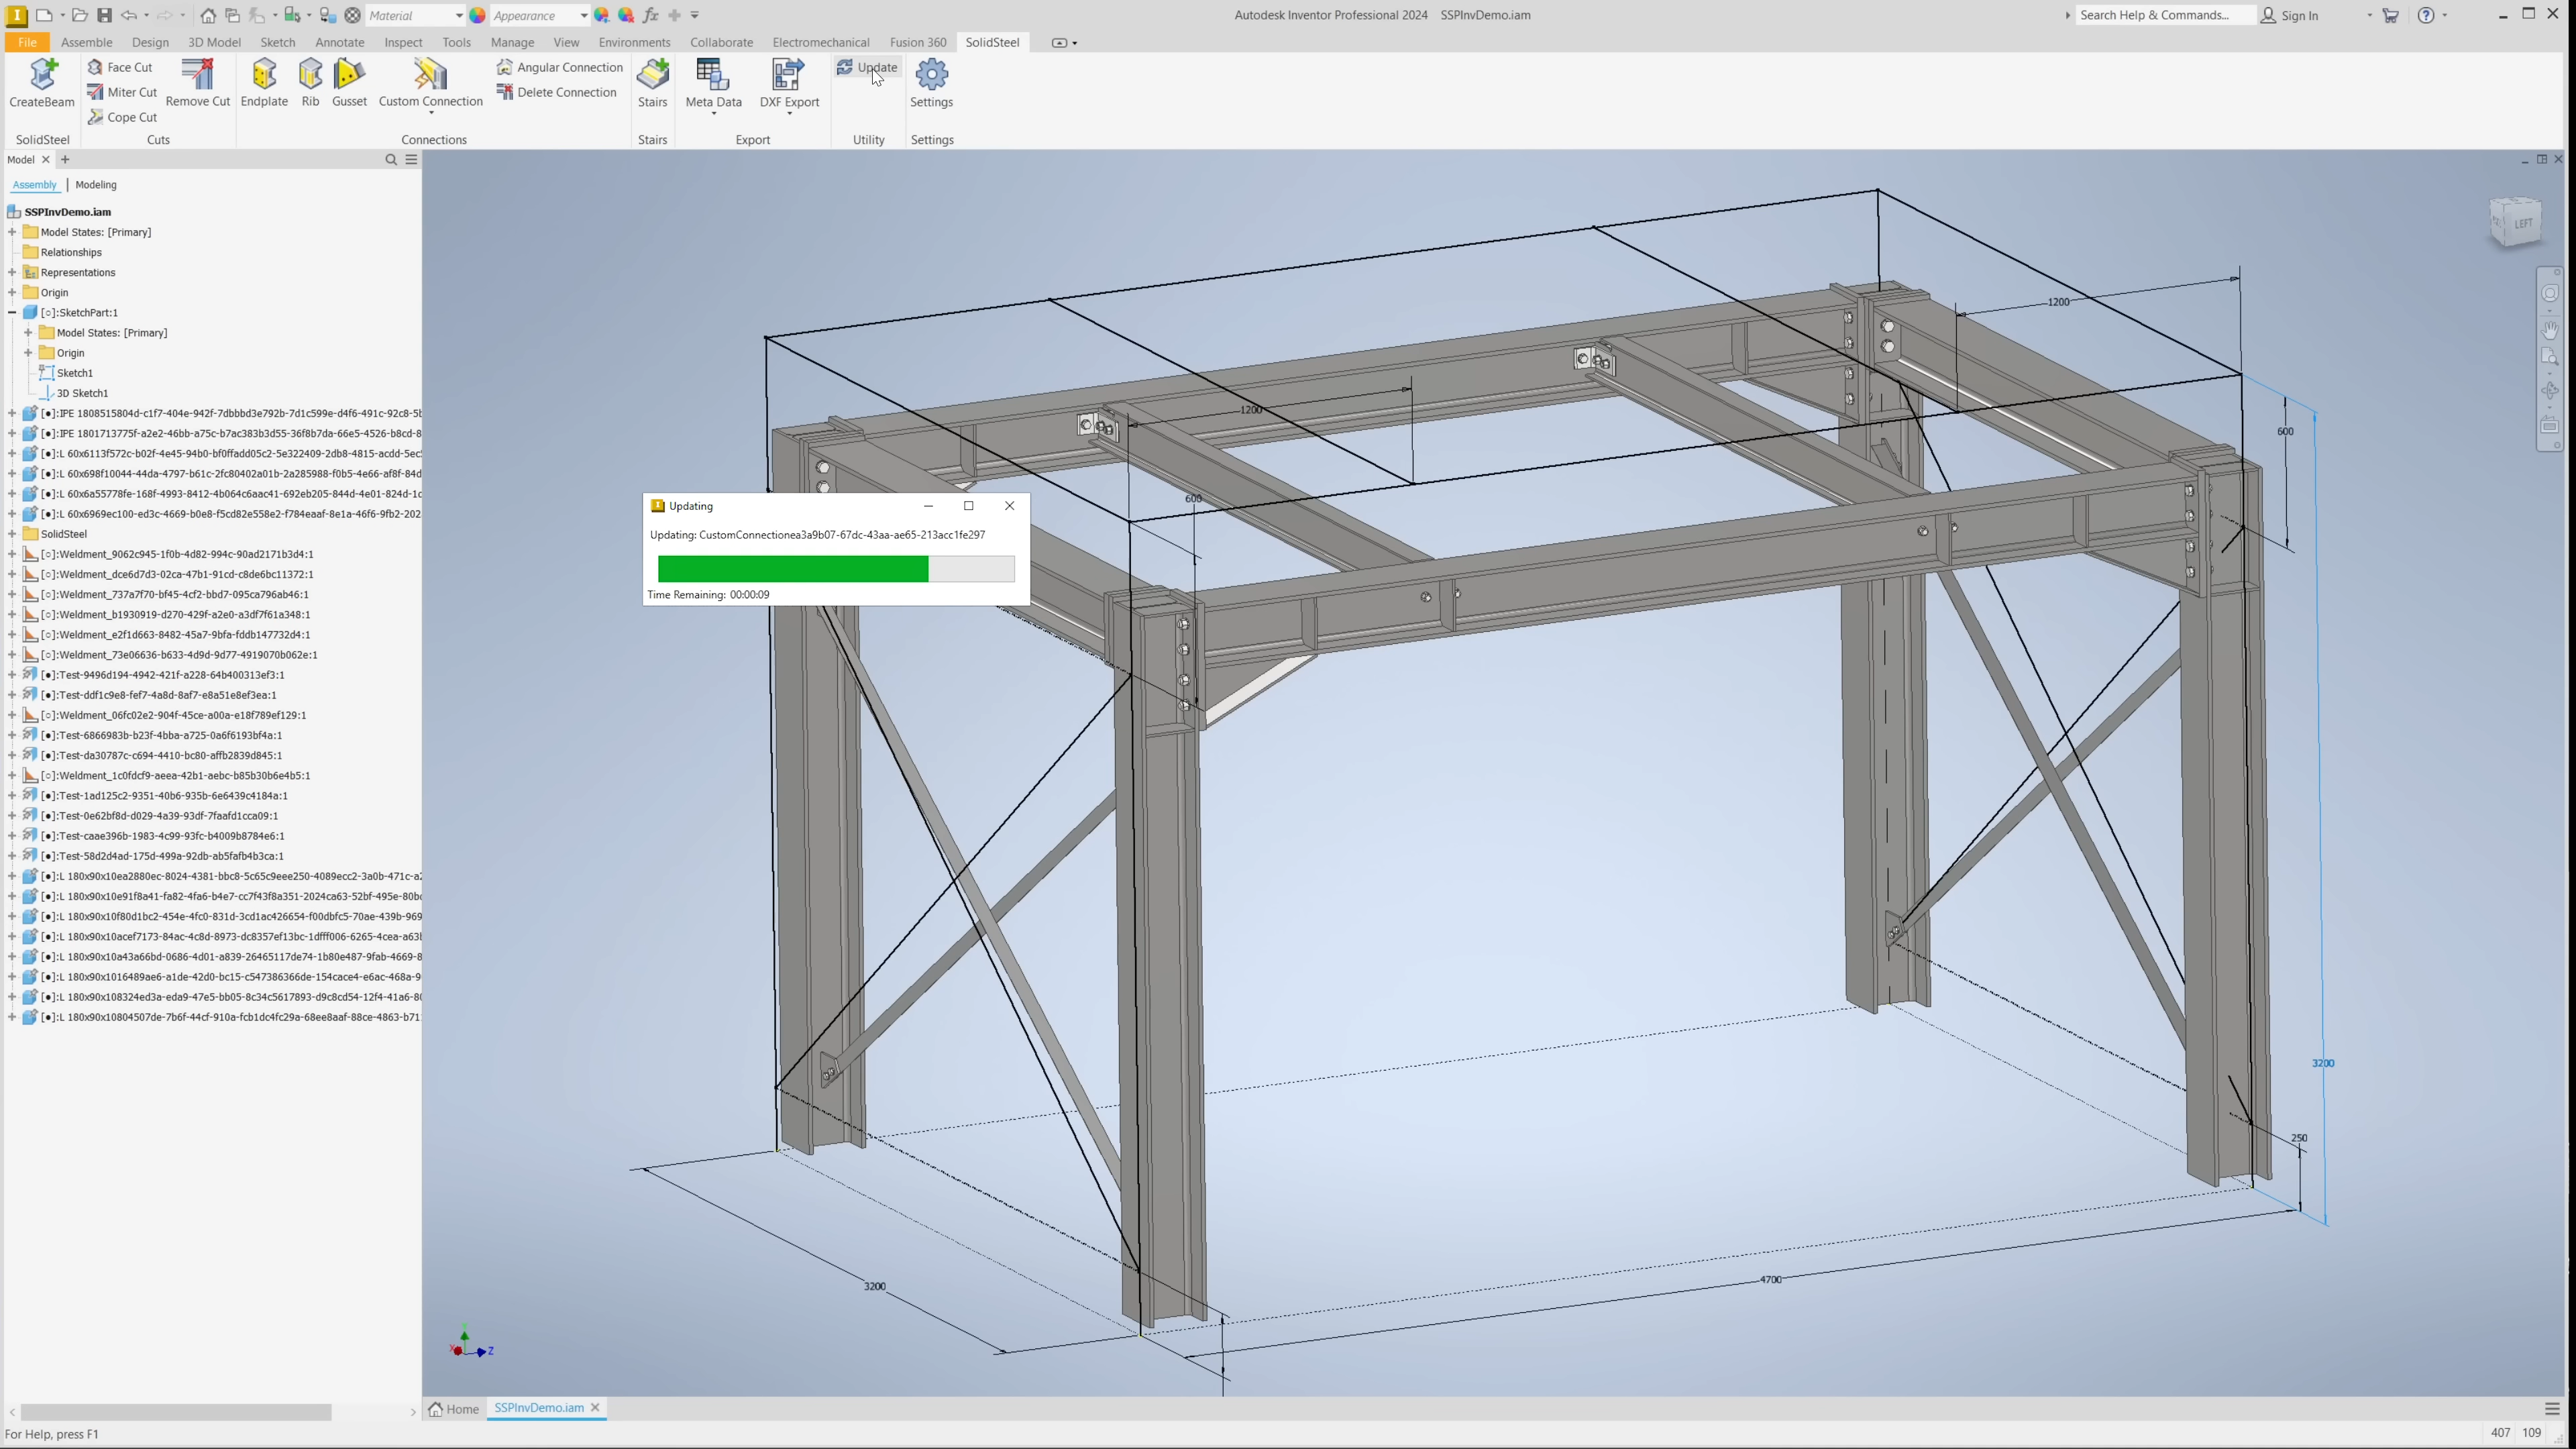 Material
Appearance
fx
Autodesk Inventor Professional 2024 SSPInvDemo.iam
Search Help & Commands...
Sign In
File Assemble Design 3D Model Sketch Annotate Inspect Tools Manage View Environments Collaborate Electromechanical Fusion 360 SolidSteel
CreateBeam
SolidSteel
Face Cut
Miter Cut
Cope Cut
Remove Cut
Cuts
Endplate
Rib
Gusset
Custom Connection
Angular Connection
Delete Connection
Connections
Stairs
Stairs
Meta Data
DXF Export
Export
Update
Utility
Settings
Settings
Model
Assembly | Modeling
SSPInvDemo.iam
Model States: [Primary]
Relationships
Representations
Origin
[○]:SketchPart:1
Model States: [Primary]
Origin
Sketch1
3D Sketch1
[●]:IPE 1808515804d-c1f7-404e-942f-7dbbbd3e792b-7d1c599e-d4f6-491c-92c8-5b
[●]:IPE 1801713775f-a2e2-46bb-a75c-b7ac383b3d55-36f8b7da-66e5-4526-b8cd-8
[●]:L 60x6113f572c-b02f-4e45-94b0-bf0ffadd05c2-5e322409-2db8-4815-acdd-5ec
[●]:L 60x698f10044-44da-4797-b61c-2fc80402a01b-2a285988-f0b5-4e66-af8f-84d
[●]:L 60x6a55778fe-168f-4993-8412-4b064c6aac41-692eb205-844d-4e01-824d-1c
[●]:L 60x6969ec100-ed3c-4669-b0e8-f5cd82e558e2-f784eaaf-8e1a-46f6-9fb2-202
SolidSteel
[○]:Weldment_9062c945-1f0b-4d82-994c-90ad2171b3d4:1
[○]:Weldment_dce6d7d3-02ca-47b1-91cd-c8de6bc11372:1
[○]:Weldment_737a7f70-bf45-4cf2-bbd7-095ca796ab46:1
[○]:Weldment_b1930919-d270-429f-a2e0-a3df7f61a348:1
[○]:Weldment_e2f1d663-8482-45a7-9bfa-fddb147732d4:1
[○]:Weldment_73e06636-b633-4d9d-9d77-4919070b062e:1
[●]:Test-9496d194-4942-421f-a228-64b400313ef3:1
[●]:Test-ddf1c9e8-fef7-4a8d-8af7-e8a51e8ef3ea:1
[○]:Weldment_06fc02e2-904f-45ce-a00a-e18f789ef129:1
[●]:Test-6866983b-b23f-4bba-a725-0a6f6193bf4a:1
[●]:Test-da30787c-c694-4410-bc80-affb2839d845:1
[○]:Weldment_1c0fdcf9-aeea-42b1-aebc-b85b30b6e4b5:1
[●]:Test-1ad125c2-9351-40b6-935b-6e6439c4184a:1
[●]:Test-0e62bf8d-d029-4a39-93df-7faafd1cca09:1
[●]:Test-caae396b-1983-4c99-93fc-b4009b8784e6:1
[●]:Test-58d2d4ad-175d-499a-92db-ab5fafb4b3ca:1
[●]:L 180x90x10ea2880ec-8024-4381-bbc8-5c65c9eee250-4089ecc2-3a0b-471c-a2
[●]:L 180x90x10e91f8a41-fa82-4fa6-b4e7-cc7f43f8a351-2024ca63-52bf-495e-80bc
[●]:L 180x90x10f80d1bc2-454e-4fc0-831d-3cd1ac426654-f00dbfc5-70ae-439b-969
[●]:L 180x90x10acef7173-84ac-4c8d-8973-dc8357ef13bc-1dfff006-6265-4cea-a63b
[●]:L 180x90x10a43a66bd-0686-4d01-a839-26465117de74-1b80e487-9fab-4669-8
[●]:L 180x90x1016489ae6-a1de-42d0-bc15-c547386366de-154cace4-e6ac-468a-9
[●]:L 180x90x108324ed3a-eda9-47e5-bb05-8c34c5617893-d9c8cd54-12f4-41a6-80
[●]:L 180x90x10804507de-7b6f-44cf-910a-fcb1dc4fc29a-68ee8aaf-88ce-4863-b71
LEFT
1200
1200
600
600
Updating
Updating: CustomConnectionea3a9b07-67dc-43aa-ae65-213acc1fe297
Time Remaining: 00:00:09
3200
250
3200
4700
Z
Home
SSPInvDemo.iam
For Help, press F1
407 109